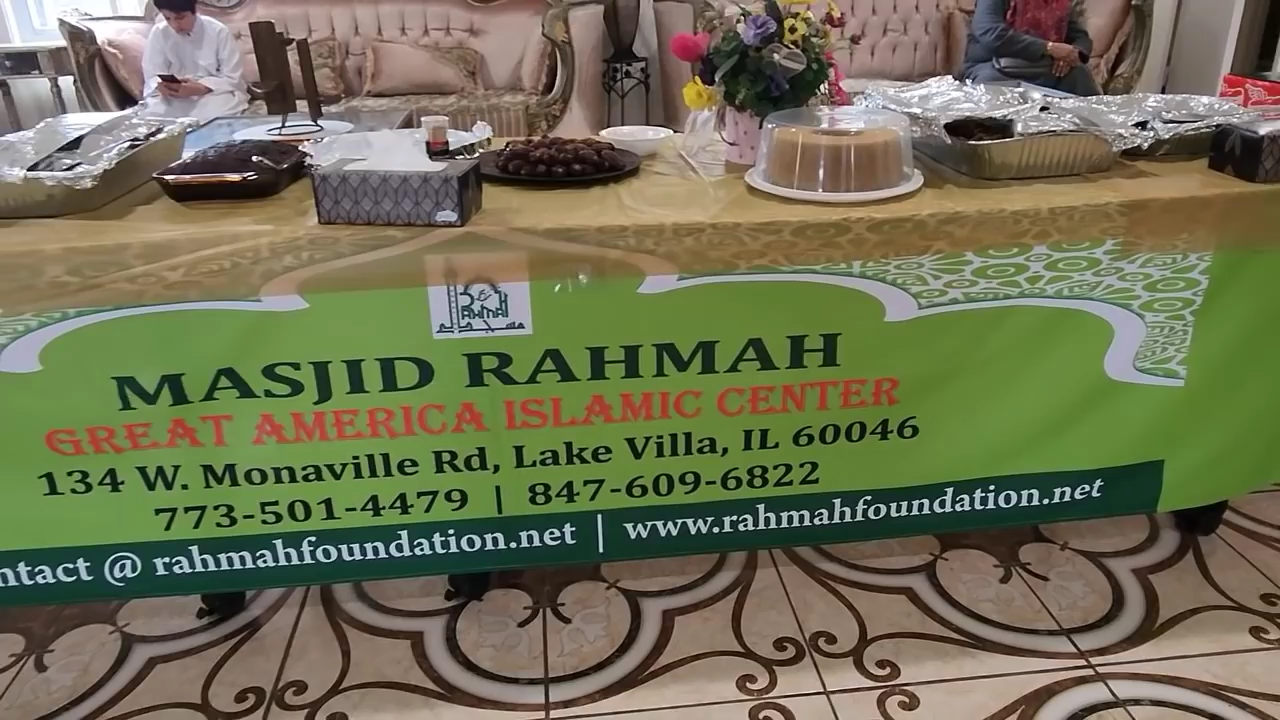 RAHMAH
MASJID RAHMAH
GREAT AMERICA ISLAMIC CENTER
134 W. Monaville Rd, Lake Villa, IL 60046
773-501-4479 | 847-609-6822
ntact @ rahmahfoundation.net | www.rahmahfoundation.net